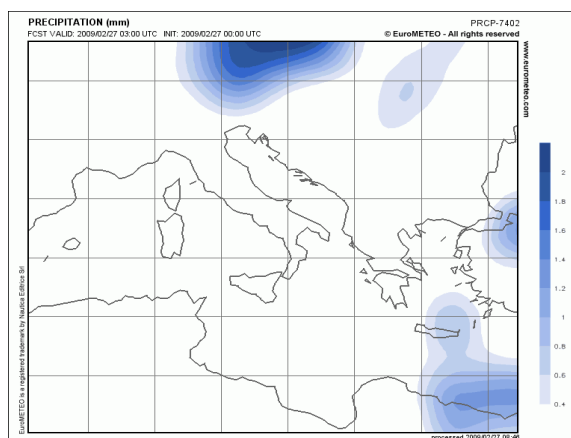 PRECIPITATION (mm)
PRCP-7402
FCST VALID: 2009/02/27 03:00 UTC INIT: 2009/02/27 00:00 UTC
© EuroMETEO - All rights reserved
www.eurometeo.com
2
1.8
1.6
1.4
1.2
1
0.8
0.6
0.4
EuroMETEO is a registered trademark by Nautica Editrice Srl
processed 2009/02/27 08:46